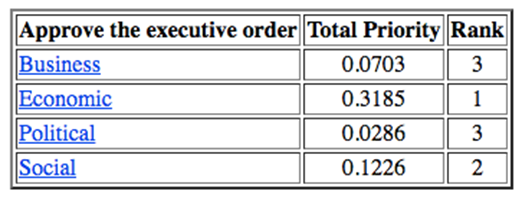 Approve the executive order Total Priority Rank
Business 0.0703 3
Economic 0.3185 1
Political 0.0286 3
Social 0.1226 2